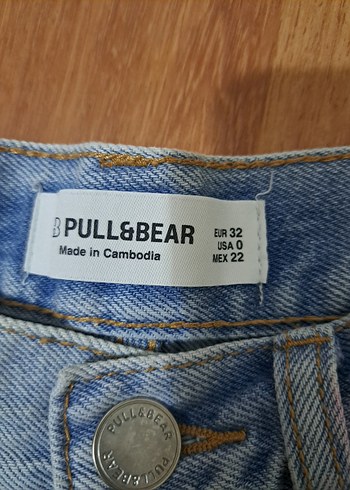 PULL&BEAR
Made in Cambodia
EUR 32
USA 0
MEX 22
PULL&BEAR
PULL&BEAR